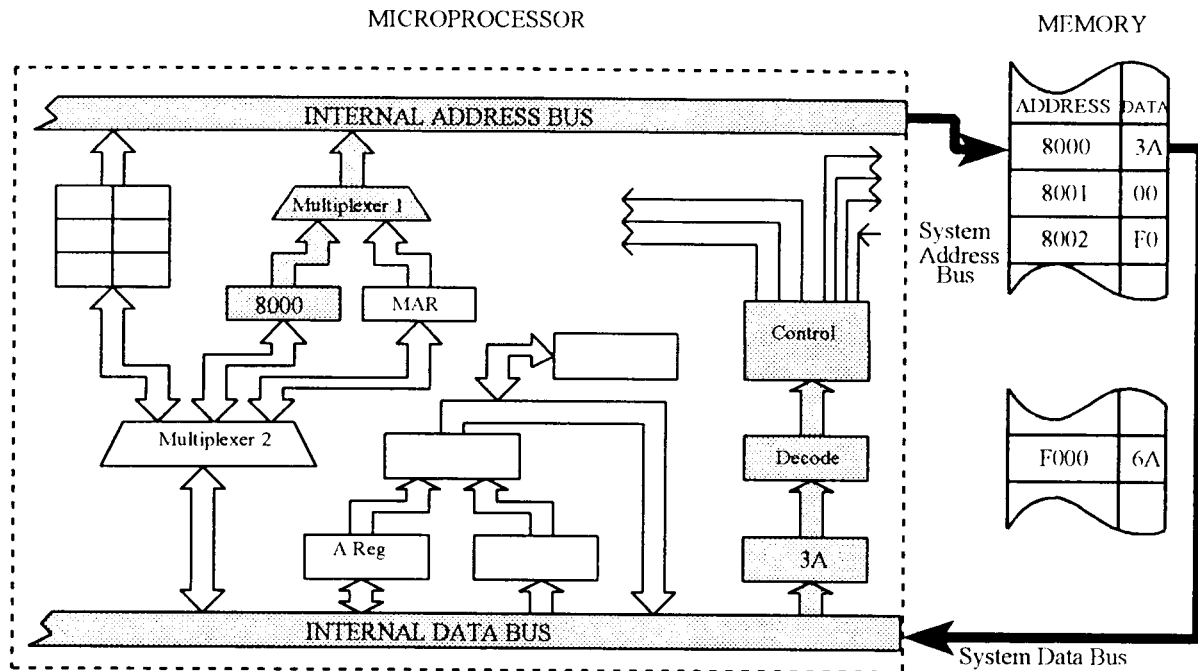 MICROPROCESSOR
MEMORY
INTERNAL ADDRESS BUS
ADDRESS DATA
8000 3A
8001 00
8002 F0
Multiplexer 1
System
Address
Bus
8000
MAR
Control
Multiplexer 2
Decode
F000 6A
A Reg
3A
INTERNAL DATA BUS
System Data Bus